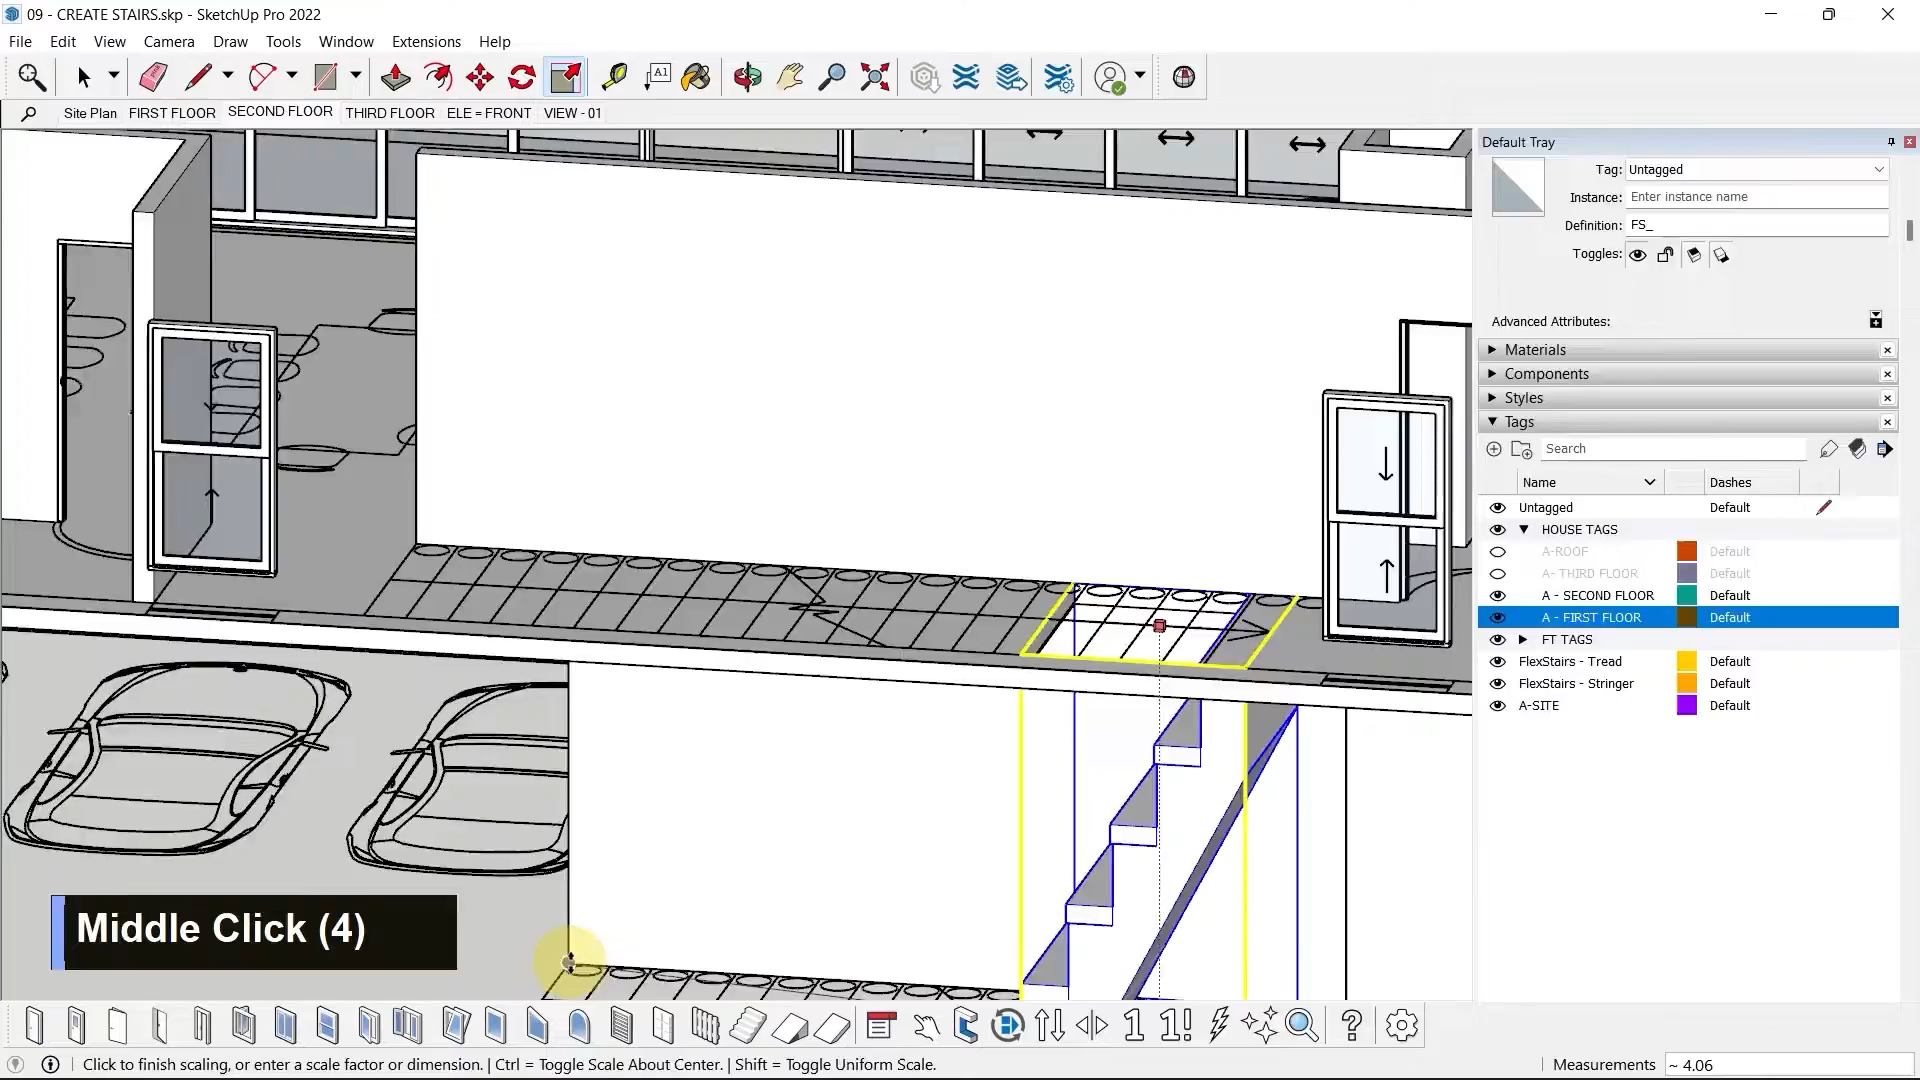 09 - CREATE STAIRS.skp - SketchUp Pro 2022
File Edit View Camera Draw Tools Window Extensions Help
A1
Site Plan FIRST FLOOR SECOND FLOOR THIRD FLOOR ELE = FRONT VIEW - 01
Default Tray
Tag: Untagged
Instance: Enter instance name
Definition: FS_
Toggles:
Advanced Attributes:
Materials
Components
Styles
Tags
Search
Name Dashes
Untagged Default
HOUSE TAGS
A-ROOF Default
A- THIRD FLOOR Default
A - SECOND FLOOR Default
A - FIRST FLOOR Default
FT TAGS
FlexStairs - Tread Default
FlexStairs - Stringer Default
A-SITE Default
Middle Click (4)
1 1! ?
Click to finish scaling, or enter a scale factor or dimension. | Ctrl = Toggle Scale About Center. | Shift = Toggle Uniform Scale.
Measurements ~ 4.06